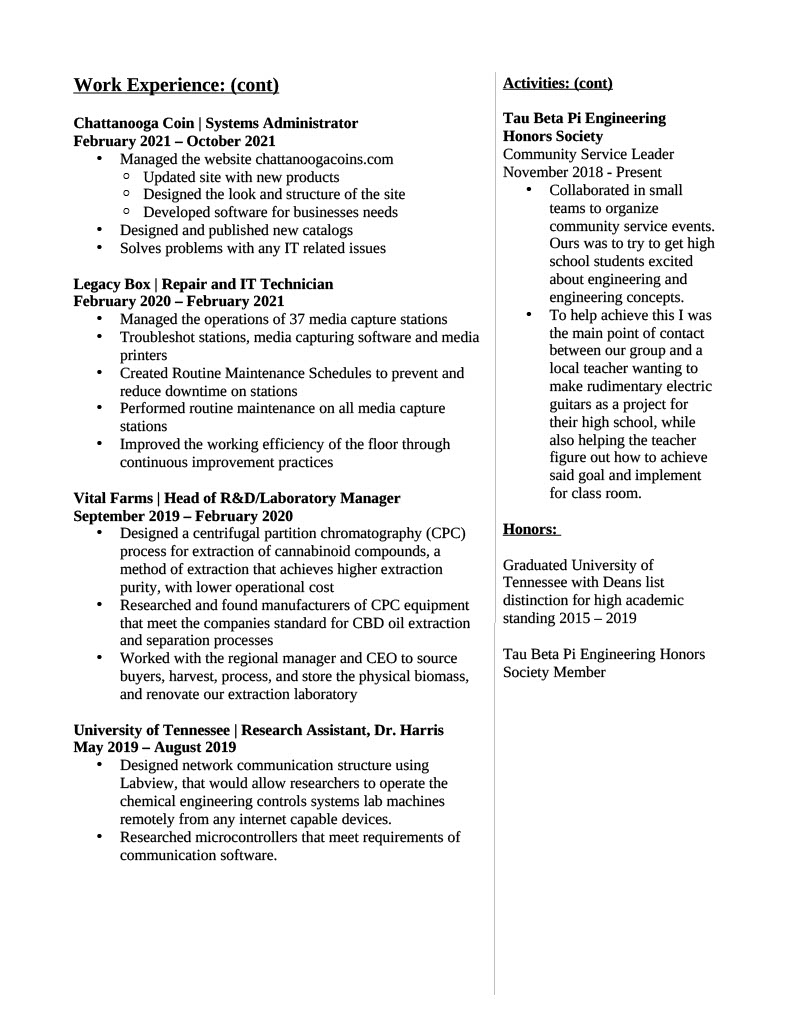 Work Experience: (cont)
Chattanooga Coin | Systems Administrator
February 2021 – October 2021
• Managed the website chattanoogacoins.com
◦ Updated site with new products
◦ Designed the look and structure of the site
◦ Developed software for businesses needs
• Designed and published new catalogs
• Solves problems with any IT related issues
Legacy Box | Repair and IT Technician
February 2020 – February 2021
• Managed the operations of 37 media capture stations
• Troubleshot stations, media capturing software and media
printers
• Created Routine Maintenance Schedules to prevent and
reduce downtime on stations
• Performed routine maintenance on all media capture
stations
• Improved the working efficiency of the floor through
continuous improvement practices
Vital Farms | Head of R&D/Laboratory Manager
September 2019 – February 2020
• Designed a centrifugal partition chromatography (CPC)
process for extraction of cannabinoid compounds, a
method of extraction that achieves higher extraction
purity, with lower operational cost
• Researched and found manufacturers of CPC equipment
that meet the companies standard for CBD oil extraction
and separation processes
• Worked with the regional manager and CEO to source
buyers, harvest, process, and store the physical biomass,
and renovate our extraction laboratory
University of Tennessee | Research Assistant, Dr. Harris
May 2019 – August 2019
• Designed network communication structure using
Labview, that would allow researchers to operate the
chemical engineering controls systems lab machines
remotely from any internet capable devices.
• Researched microcontrollers that meet requirements of
communication software.
Activities: (cont)
Tau Beta Pi Engineering
Honors Society
Community Service Leader
November 2018 - Present
• Collaborated in small
teams to organize
community service events.
Ours was to try to get high
school students excited
about engineering and
engineering concepts.
• To help achieve this I was
the main point of contact
between our group and a
local teacher wanting to
make rudimentary electric
guitars as a project for
their high school, while
also helping the teacher
figure out how to achieve
said goal and implement
for class room.
Honors:
Graduated University of
Tennessee with Deans list
distinction for high academic
standing 2015 – 2019
Tau Beta Pi Engineering Honors
Society Member